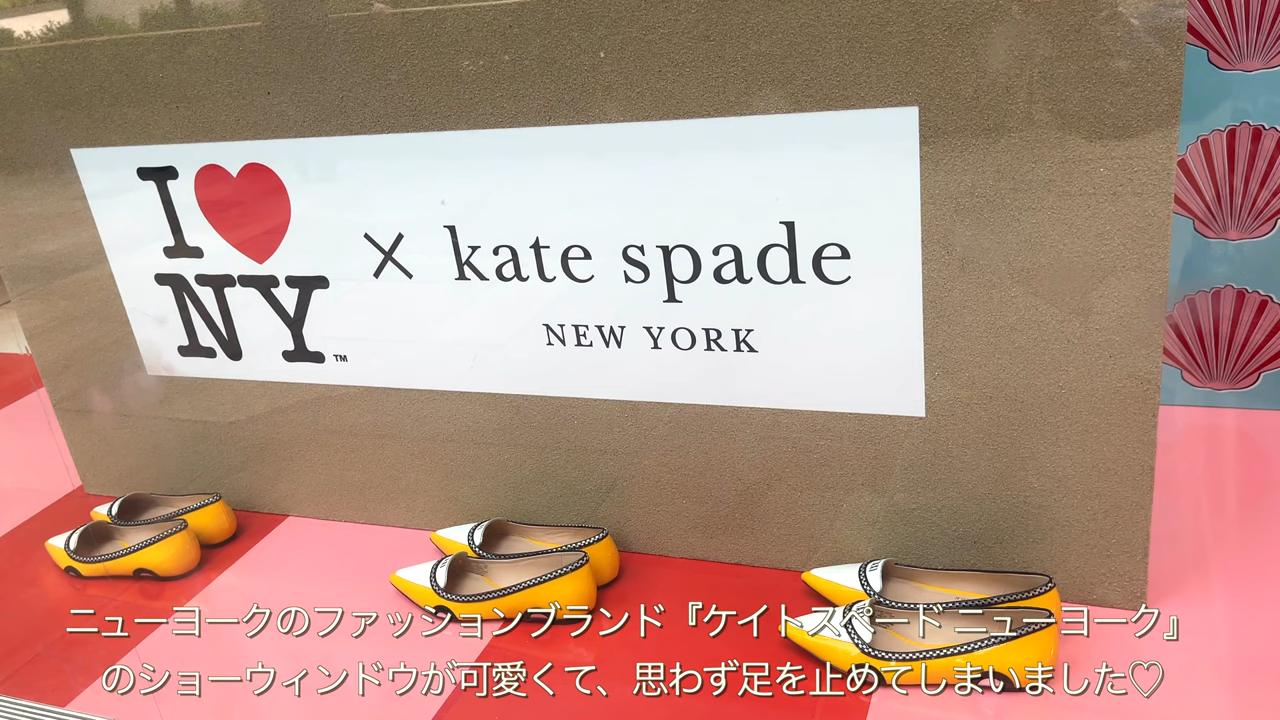 I ♥
NY™
× kate spade
NEW YORK
ニューヨークのファッションブランド『ケイトスペードニューヨーク』
のショーウィンドウが可愛くて、思わず足を止めてしまいました♡